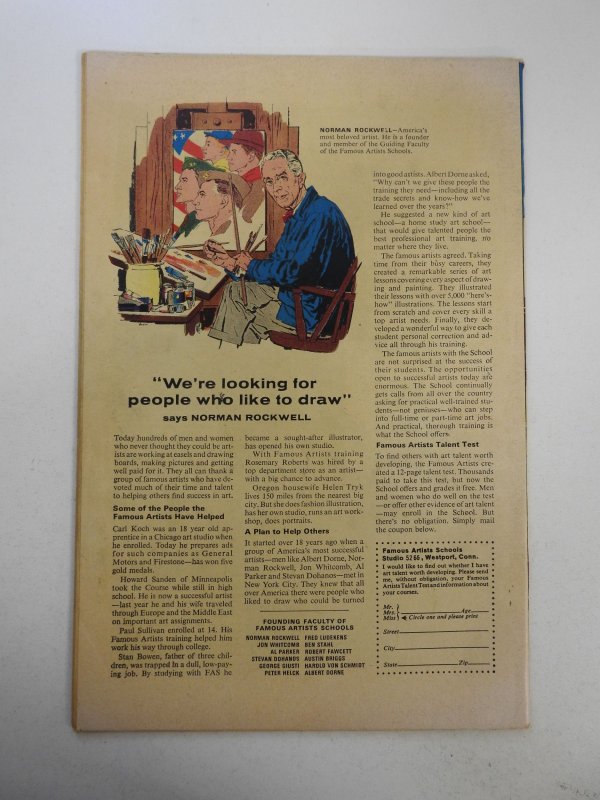 NORMAN ROCKWELL—America's
most beloved artist. He is a founder
and member of the Guiding Faculty
of the Famous Artists Schools.
"We're looking for
people who like to draw"
says NORMAN ROCKWELL
Today hundreds of men and women
who never thought they could be art-
ists are working at easels and drawing
boards, making pictures and getting
well paid for it. They all can thank a
group of famous artists who have de-
voted much of their time and talent
to helping others find success in art.
Some of the People the
Famous Artists Have Helped
Carl Koch was an 18 year old ap-
prentice in a Chicago art studio when
he enrolled. Today he prepares ads
for such companies as General
Motors and Firestone—has won five
gold medals.
Howard Sanden of Minneapolis
took the Course while still in high
school. He is now a successful artist
—last year he and his wife traveled
through Europe and the Middle East
on important art assignments.
Paul Sullivan enrolled at 14. His
Famous Artists training helped him
work his way through college.
Stan Bowen, father of three chil-
dren, was trapped in a dull, low-pay-
ing job. By studying with FAS he
became a sought-after illustrator,
has opened his own studio.
With Famous Artists training
Rosemary Roberts was hired by a
top department store as an artist—
with a big chance to advance.
Oregon housewife Helen Tryk
lives 150 miles from the nearest big
city. But she does fashion illustration,
has her own studio, runs an art work-
shop, does portraits.
A Plan to Help Others
It started over 18 years ago when a
group of America's most successful
artists—men like Albert Dorne, Nor-
man Rockwell, Jon Whitcomb, Al
Parker and Stevan Dohanos—met in
New York City. They knew that all
over America there were people who
liked to draw who could be turned
FOUNDING FACULTY OF
FAMOUS ARTISTS SCHOOLS
NORMAN ROCKWELL FRED LUDEKENS
JON WHITCOMB BEN STAHL
AL PARKER ROBERT FAWCETT
STEVAN DOHANOS AUSTIN BRIGGS
GEORGE GIUSTI HAROLD VON SCHMIDT
PETER HELCK ALBERT DORNE
into good artists. Albert Dorne asked,
"Why can't we give these people the
training they need—including all the
trade secrets and know-how we've
learned over the years?"
He suggested a new kind of art
school—a home study art school—
that would give talented people the
best professional art training, no
matter where they live.
The famous artists agreed. Taking
time from their busy careers, they
created a remarkable series of art
lessons covering every aspect of draw-
ing and painting. They illustrated
their lessons with over 5,000 "here's-
how" illustrations. The lessons start
from scratch and cover every skill a
top artist needs. Finally, they de-
veloped a wonderful way to give each
student personal correction and ad-
vice all through his training.
The famous artists with the School
are not surprised at the success of
their students. The opportunities
open to successful artists today are
enormous. The School continually
gets calls from all over the country
asking for practical well-trained stu-
dents—not geniuses—who can step
into full-time or part-time art jobs.
And practical, thorough training is
what the School offers.
Famous Artists Talent Test
To find others with art talent worth
developing, the Famous Artists cre-
ated a 12-page talent test. Thousands
paid to take this test, but now the
School offers and grades it free. Men
and women who do well on the test
—or offer other evidence of art talent
—may enroll in the School. But
there's no obligation. Simply mail
the coupon below.
Famous Artists Schools
Studio 5266, Westport, Conn.
I would like to find out whether I have
art talent worth developing. Please send
me, without obligation, your Famous
Artists Talent Test and information about
your courses.
Mr.
Mrs. Age
Miss Circle one and please print
Street
City
State Zip